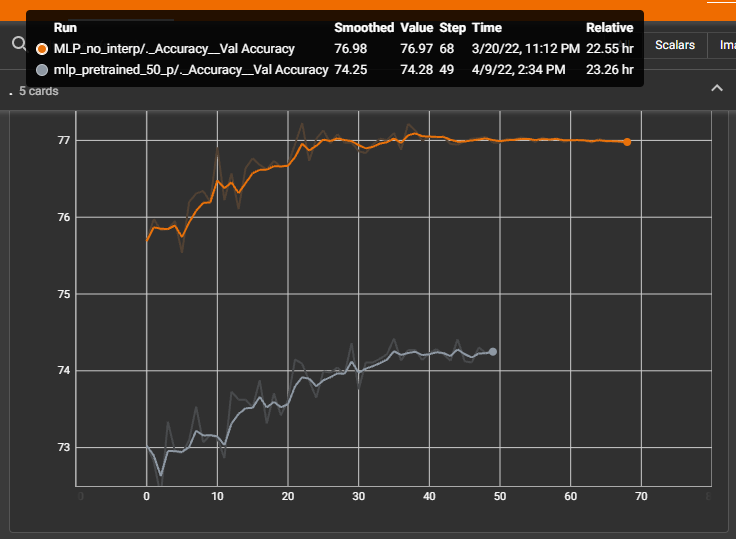 Run Smoothed Value Step Time Relative
MLP_no_interp/._Accuracy__Val Accuracy 76.98 76.97 68 3/20/22, 11:12 PM 22.55 hr
mlp_pretrained_50_p/._Accuracy__Val Accuracy 74.25 74.28 49 4/9/22, 2:34 PM 23.26 hr
Scalars
Ima
5 cards
77
76
75
74
73
0 10 20 30 40 50 60 70